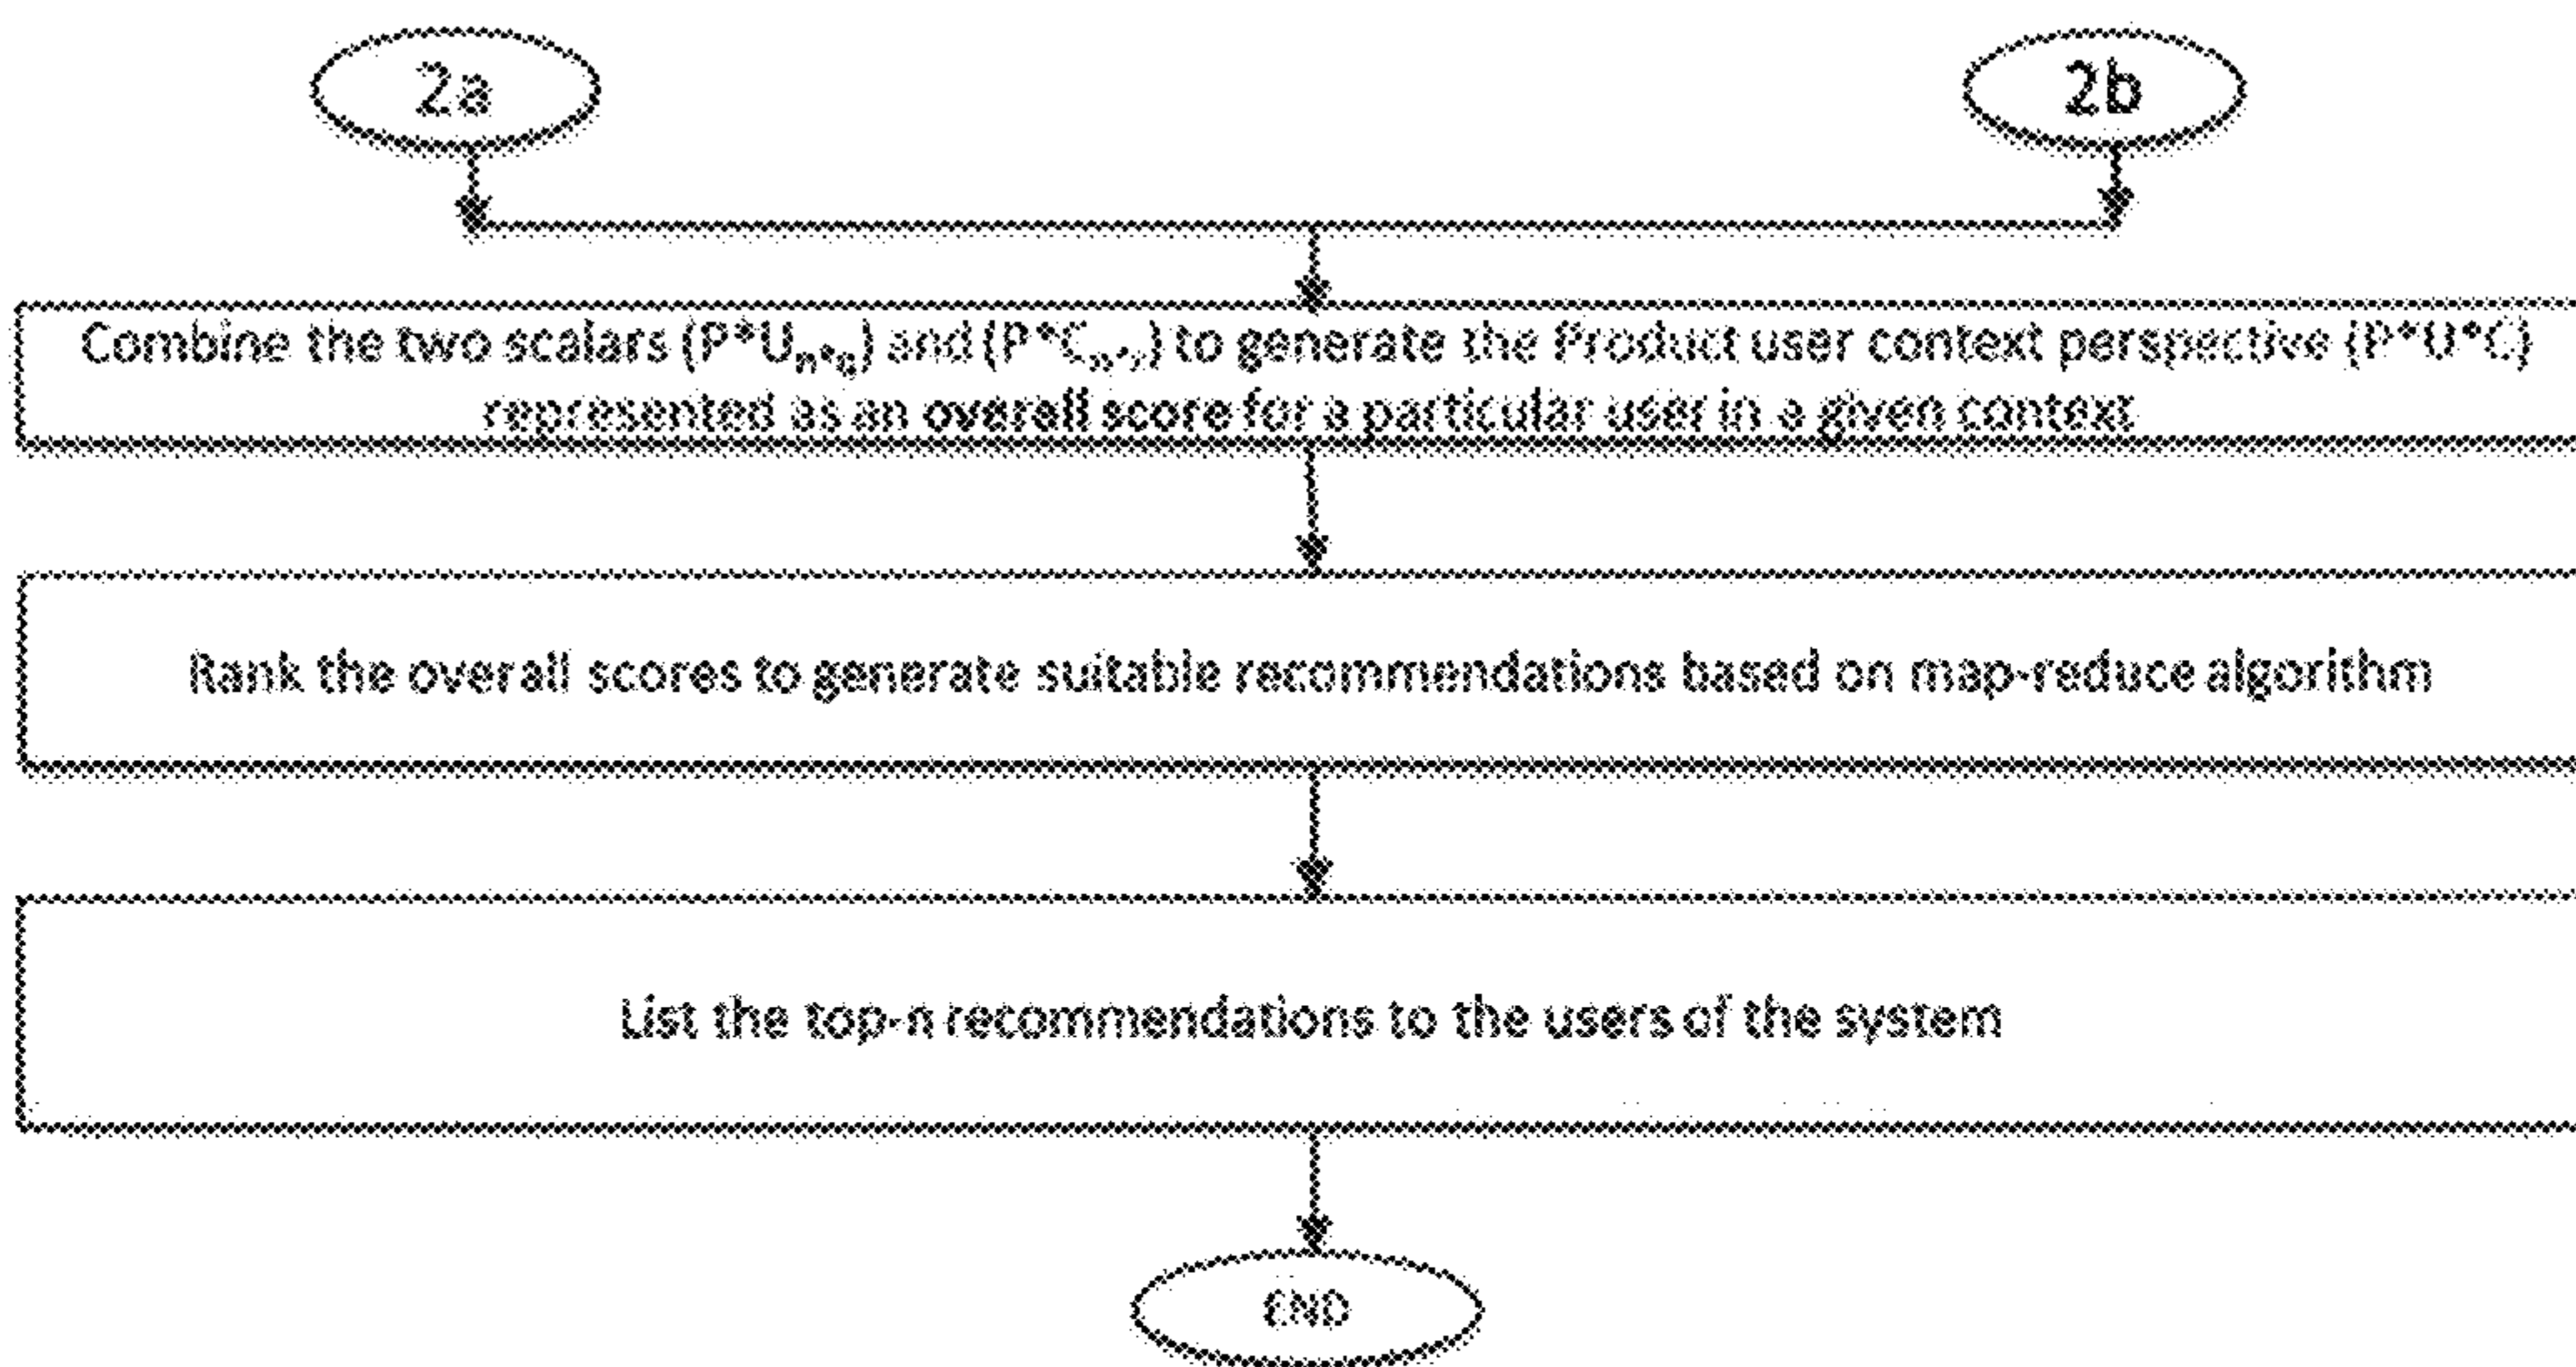 2a
2b
Combine the two scalars (P*Uₙ*q) and (P*C) to generate the Product user context perspective (P*U*C)
represented as an overall score for a particular user in a given context
Rank the overall scores to generate suitable recommendations based on map-reduce algorithm
List the top-n recommendations to the users of the system
END